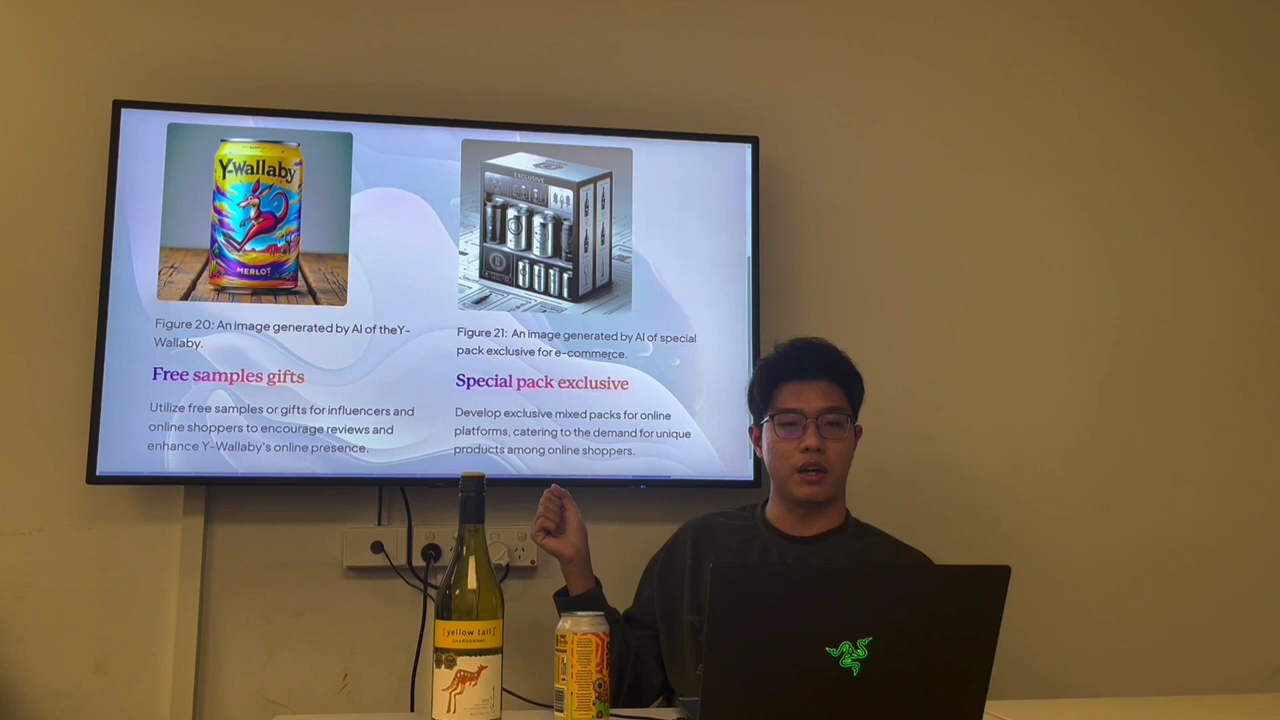 Y-Wallaby
MERLOT
EXCLUSIVE
Figure 20: An image generated by AI of theY-
Wallaby.
Free samples gifts
Utilize free samples or gifts for influencers and
online shoppers to encourage reviews and
enhance Y-Wallaby's online presence.
Figure 21: An image generated by AI of special
pack exclusive for e-commerce.
Special pack exclusive
Develop exclusive mixed packs for online
platforms, catering to the demand for unique
products among online shoppers.
[yellow tail]
CHARDONNAY